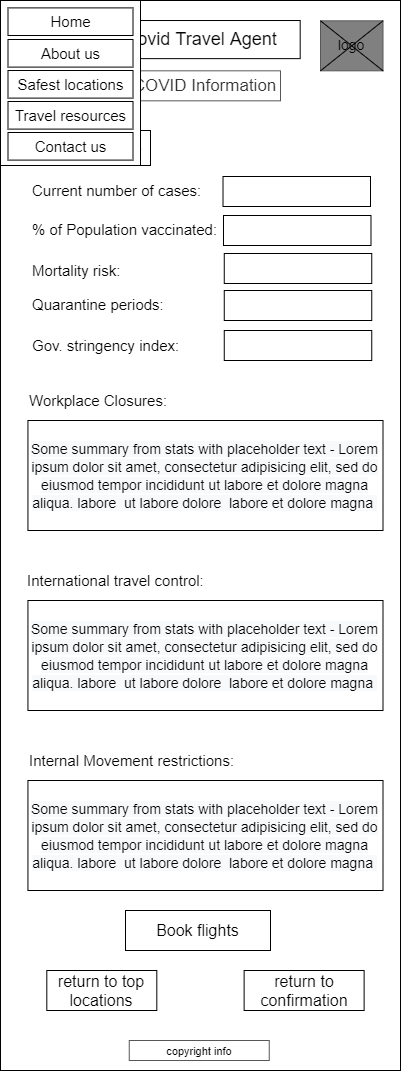 Home
About us
Safest locations
Travel resources
Contact us
ovid Travel Agent
logo
COVID Information
Current number of cases:
% of Population vaccinated:
Mortality risk:
Quarantine periods:
Gov. stringency index:
Workplace Closures:
Some summary from stats with placeholder text - Lorem
ipsum dolor sit amet, consectetur adipisicing elit, sed do
eiusmod tempor incididunt ut labore et dolore magna
aliqua. labore  ut labore dolore  labore et dolore magna
International travel control:
Some summary from stats with placeholder text - Lorem
ipsum dolor sit amet, consectetur adipisicing elit, sed do
eiusmod tempor incididunt ut labore et dolore magna
aliqua. labore  ut labore dolore  labore et dolore magna
Internal Movement restrictions:
Some summary from stats with placeholder text - Lorem
ipsum dolor sit amet, consectetur adipisicing elit, sed do
eiusmod tempor incididunt ut labore et dolore magna
aliqua. labore  ut labore dolore  labore et dolore magna
Book flights
return to top
locations
return to
confirmation
copyright info